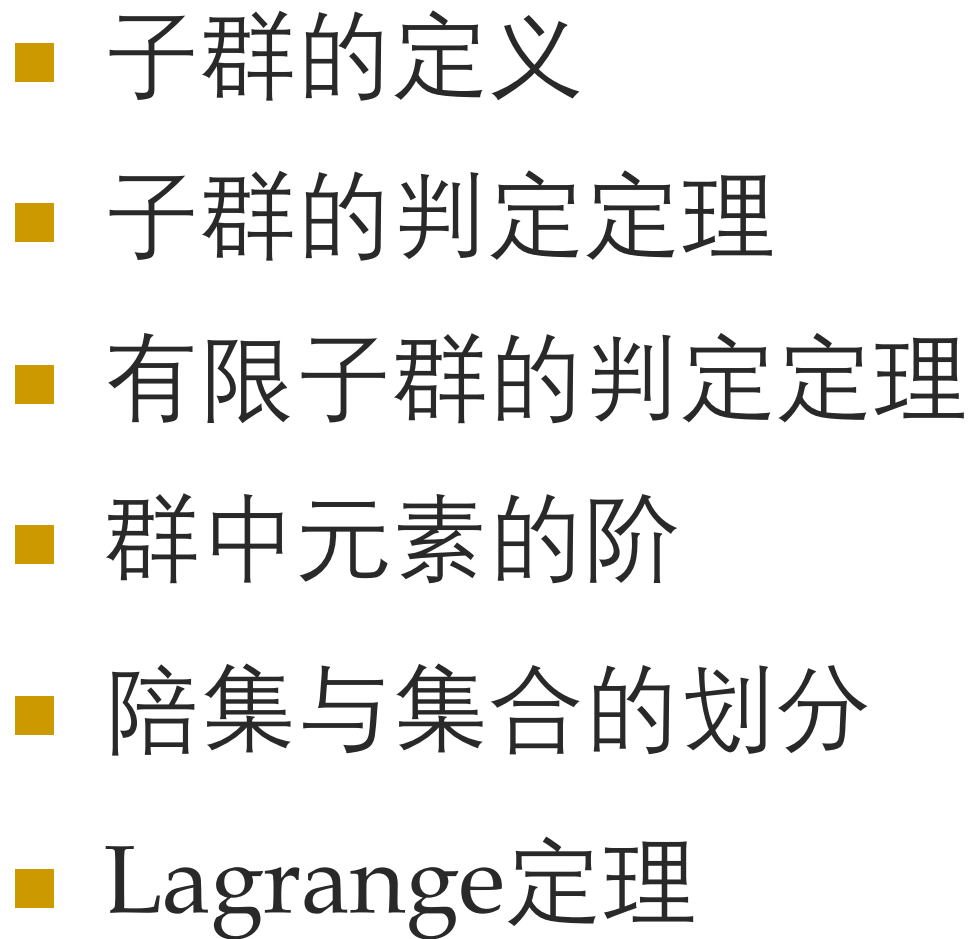 子群的定义
子群的判定定理
有限子群的判定定理
群中元素的阶
陪集与集合的划分
Lagrange定理